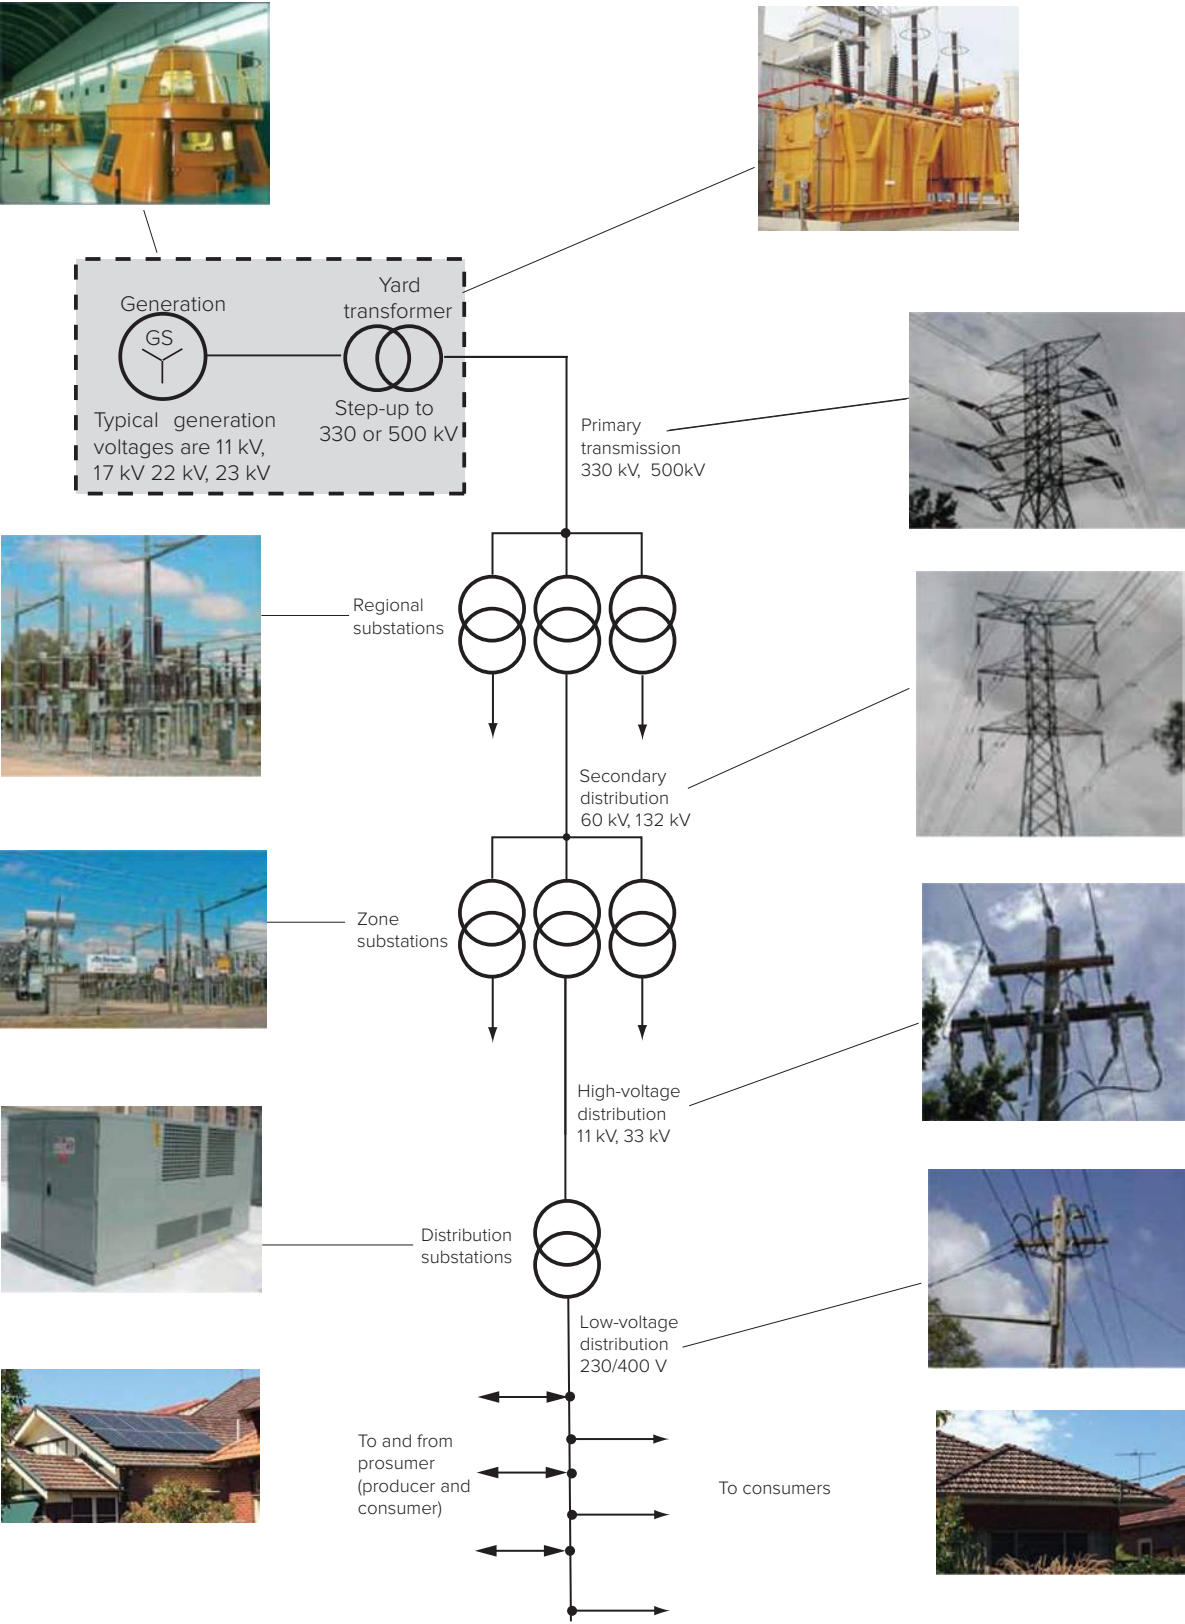 Generation
GS
Typical generation
voltages are 11 kV,
17 kV 22 kV, 23 kV
Yard
transformer
Step-up to
330 or 500 kV
Primary
transmission
330 kV, 500kV
Regional
substations
Secondary
distribution
60 kV, 132 kV
Zone
substations
High-voltage
distribution
11 kV, 33 kV
Distribution
substations
Low-voltage
distribution
230/400 V
To and from
prosumer
(producer and
consumer)
To consumers